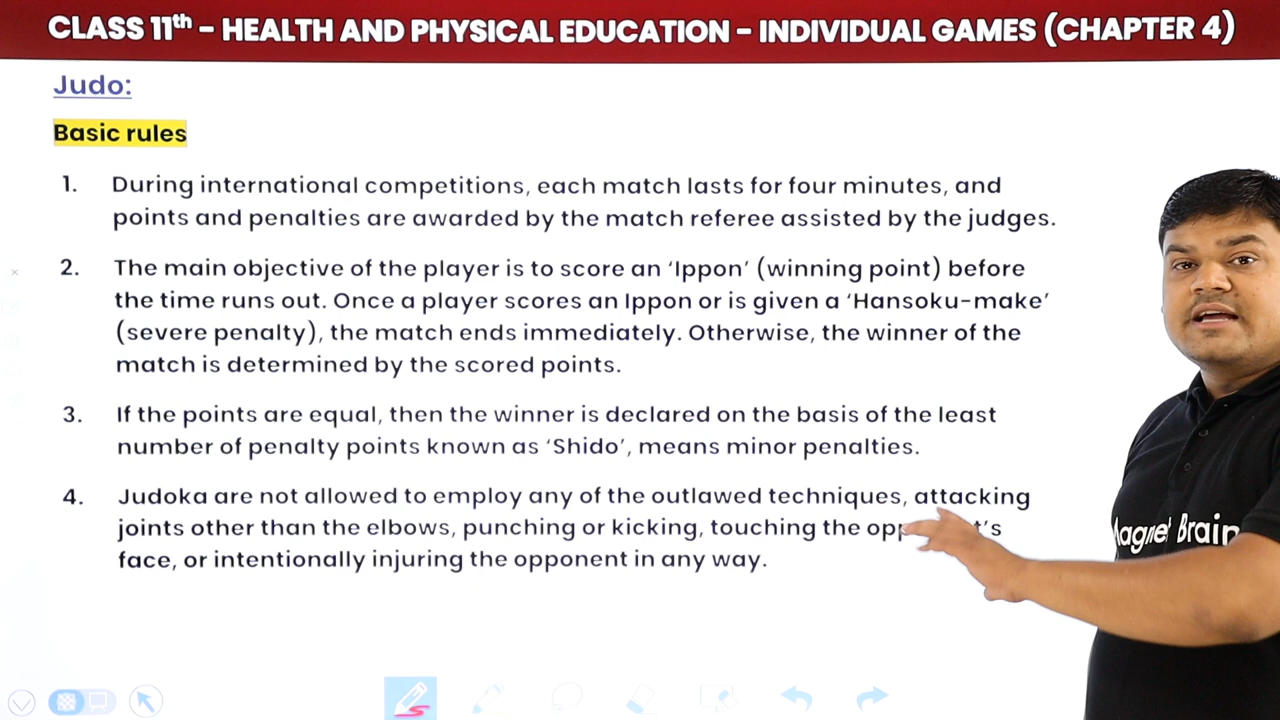 CLASS 11th – HEALTH AND PHYSICAL EDUCATION – INDIVIDUAL GAMES (CHAPTER 4)
Judo:
Basic rules
1. During international competitions, each match lasts for four minutes, and
points and penalties are awarded by the match referee assisted by the judges.
2. The main objective of the player is to score an ‘Ippon’ (winning point) before
the time runs out. Once a player scores an Ippon or is given a ‘Hansoku-make’
(severe penalty), the match ends immediately. Otherwise, the winner of the
match is determined by the scored points.
3. If the points are equal, then the winner is declared on the basis of the least
number of penalty points known as ‘Shido’, means minor penalties.
4. Judoka are not allowed to employ any of the outlawed techniques, attacking
joints other than the elbows, punching or kicking, touching the
face, or intentionally injuring the opponent in any way.
Brain